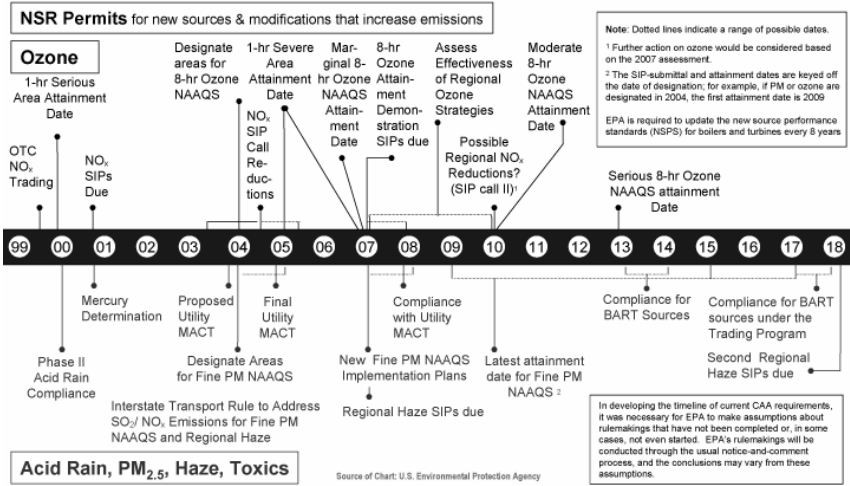 NSR Permits for new sources & modifications that increase emissions
Ozone
1-hr Serious
Area Attainment
Date
OTC
NOx
Trading
NOx
SIPs
Due
Designate
areas for
8-hr Ozone
NAAQS
1-hr Severe
Area
Attainment
Date
NOx
SIP
Call
Re-
duc-
tions
Mar-
ginal 8-
hr Ozone
NAAQS
Attain-
ment
Date
8-hr
Ozone
Attain-
ment
Demon-
stration
SIPs due
Assess
Effectiveness
of Regional
Ozone
Strategies
Possible
Regional NOx
Reductions?
(SIP call II)1
Moderate
8-hr
Ozone
NAAQS
Attainment
Date
Serious 8-hr Ozone
NAAQS attainment
Date
Note: Dotted lines indicate a range of possible dates.
1 Further action on ozone would be considered based
on the 2007 assessment.
2 The SIP-submittal and attainment dates are keyed off
the date of designation; for example, if PM or ozone are
designated in 2004, the first attainment date is 2009
EPA is required to update the new source performance
standards (NSPS) for boilers and turbines every 8 years
99 00 01 02 03 04 05 06 07 08 09 10 11 12 13 14 15 16 17 18
Mercury
Determination
Phase II
Acid Rain
Compliance
Proposed
Utility
MACT
Final
Utility
MACT
Designate Areas
for Fine PM NAAQS
Interstate Transport Rule to Address
SO2/ NOx Emissions for Fine PM
NAAQS and Regional Haze
Compliance
with Utility
MACT
New Fine PM NAAQS
Implementation Plans
Regional Haze SIPs due
Latest attainment
date for Fine PM
NAAQS 2
Compliance for
BART Sources
Compliance for BART
sources under the
Trading Program
Second Regional
Haze SIPs due
In developing the timeline of current CAA requirements,
it was necessary for EPA to make assumptions about
rulemakings that have not been completed or, in some
cases, not even started. EPA's rulemakings will be
conducted through the usual notice-and-comment
process, and the conclusions may vary from these
assumptions.
Acid Rain, PM2.5, Haze, Toxics
Source of Chart: U.S. Environmental Protection Agency